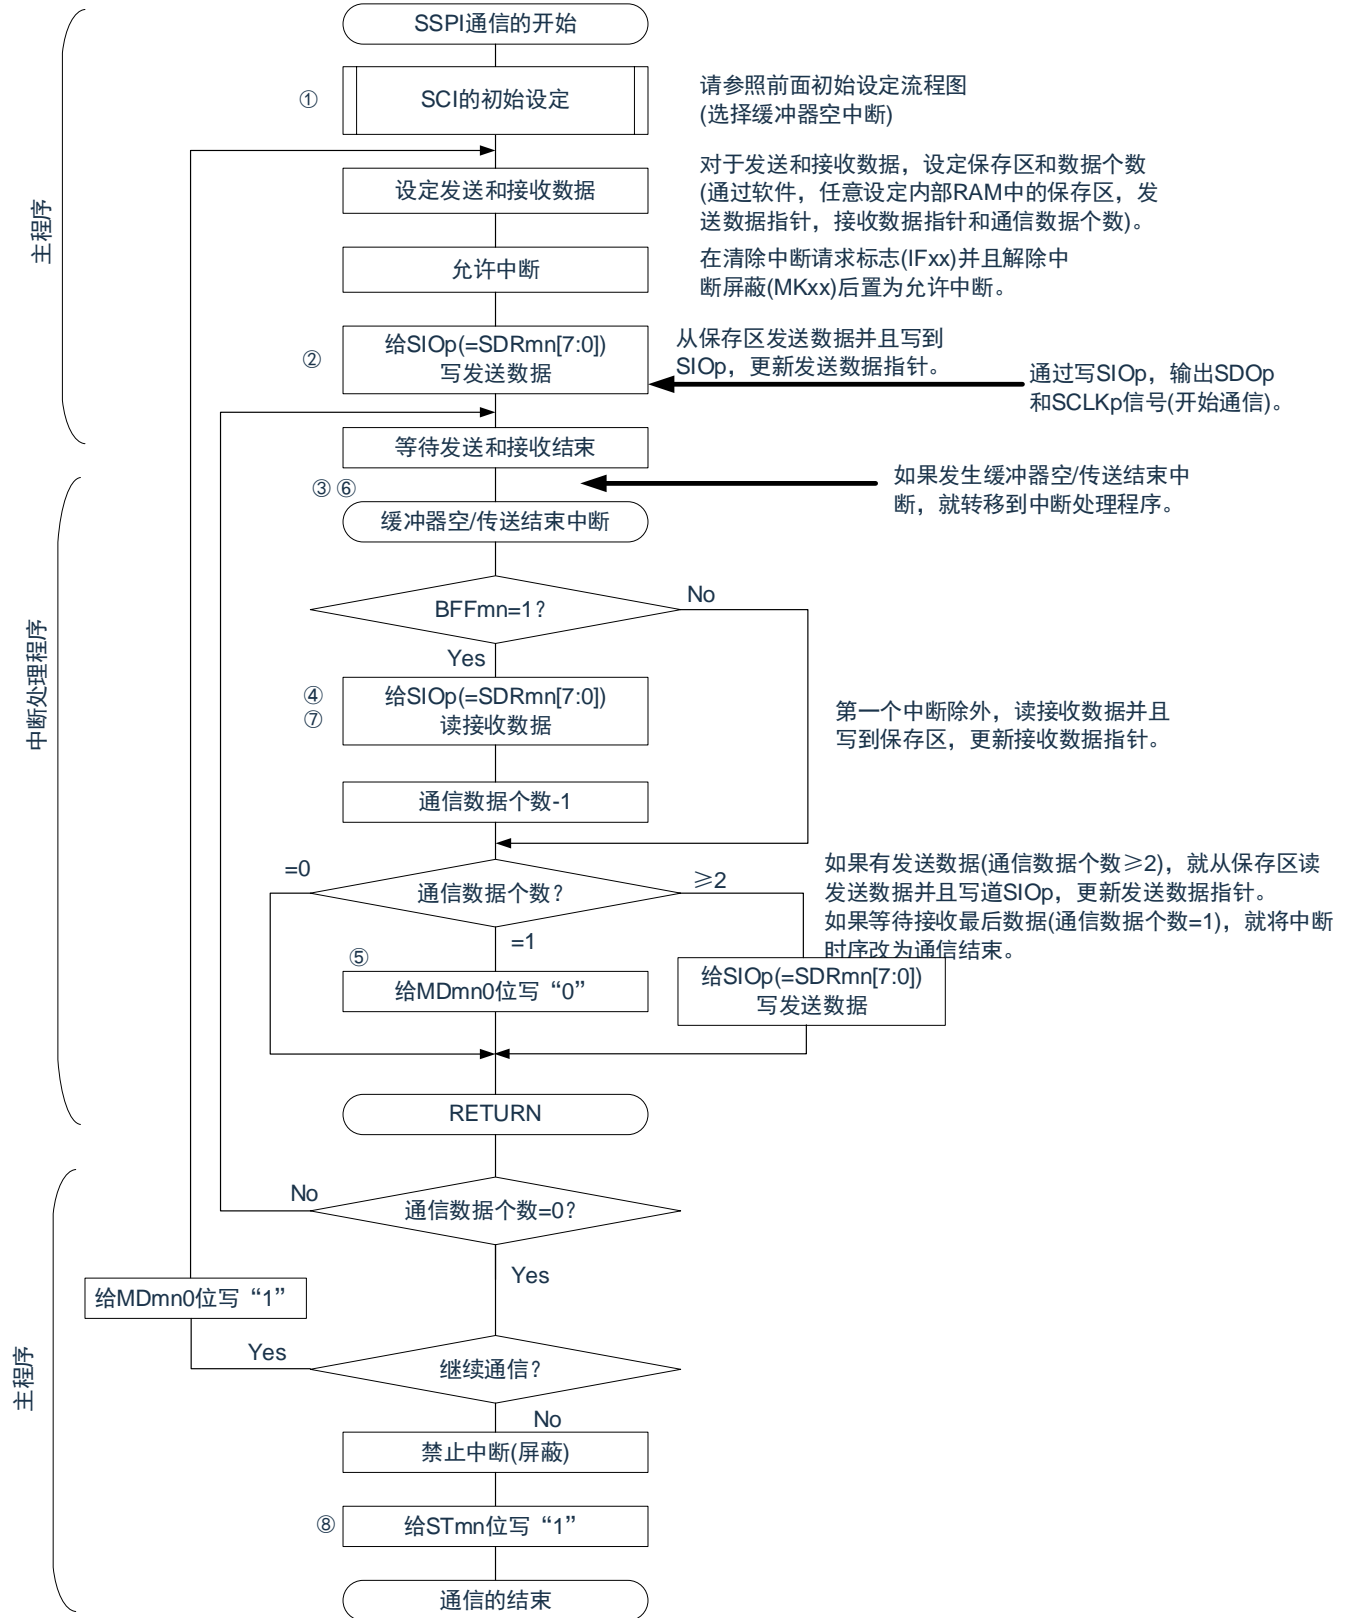 SSPI通信的开始
主程序
①
SCI的初始设定
请参照前面初始设定流程图
(选择缓冲器空中断)
设定发送和接收数据
对于发送和接收数据，设定保存区和数据个数
(通过软件，任意设定内部RAM中的保存区，发
送数据指针，接收数据指针和通信数据个数)。
允许中断
在清除中断请求标志(IFxx)并且解除中
断屏蔽(MKxx)后置为允许中断。
②
给SIOp(=SDRmn[7:0])
写发送数据
从保存区发送数据并且写到
SIOp，更新发送数据指针。
通过写SIOp，输出SDOp
和SCLKp信号(开始通信)。
等待发送和接收结束
③ ⑥
如果发生缓冲器空/传送结束中
断，就转移到中断处理程序。
中断处理程序
缓冲器空/传送结束中断
BFFmn=1?
No
Yes
④
⑦
给SIOp(=SDRmn[7:0])
读接收数据
第一个中断除外，读接收数据并且
写到保存区，更新接收数据指针。
通信数据个数-1
=0
通信数据个数?
≥2
=1
如果有发送数据(通信数据个数≥2)，就从保存区读
发送数据并且写道SIOp，更新发送数据指针。
如果等待接收最后数据(通信数据个数=1)，就将中断
时序改为通信结束。
⑤
给MDmn0位写“0”
给SIOp(=SDRmn[7:0])
写发送数据
RETURN
No
通信数据个数=0?
Yes
给MDmn0位写“1”
主程序
Yes
继续通信?
No
禁止中断(屏蔽)
⑧
给STmn位写“1”
通信的结束